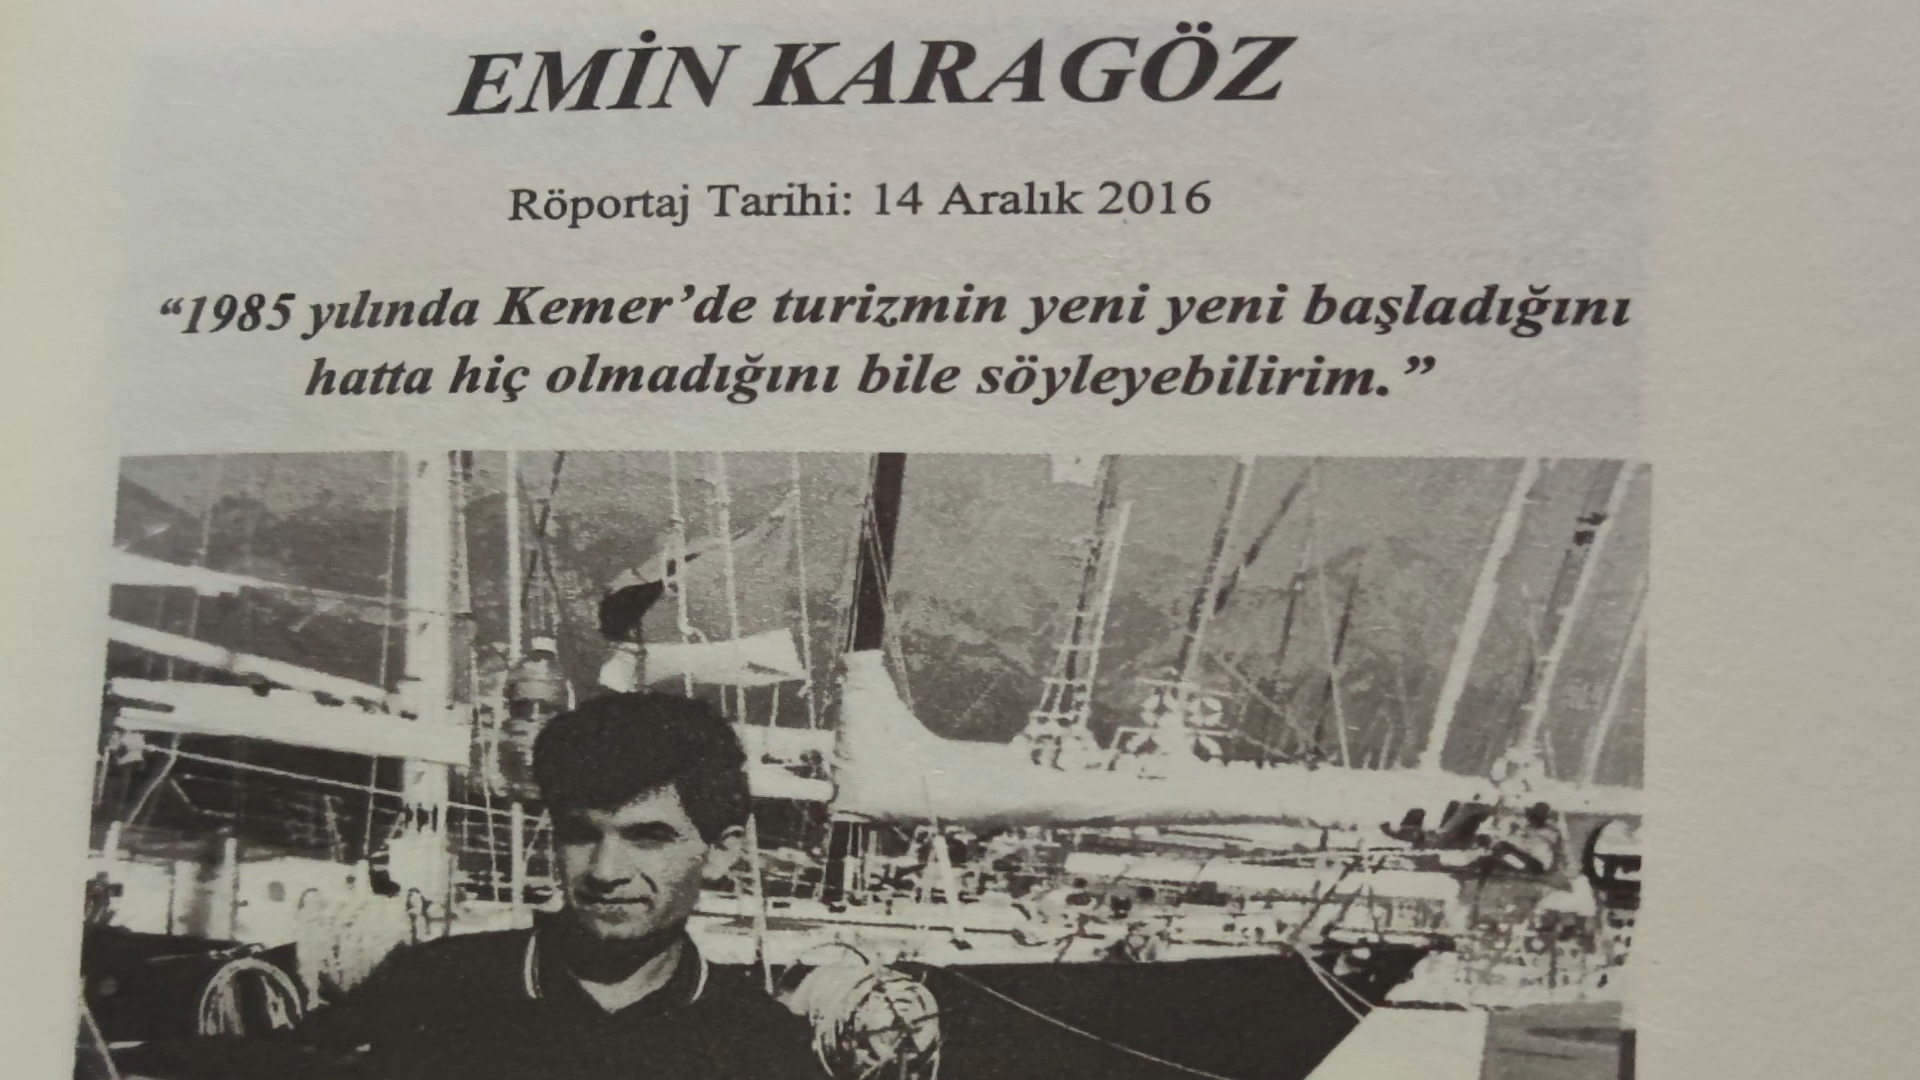 EMİN KARAGÖZ
Röportaj Tarihi: 14 Aralık 2016
“1985 yılında Kemer’de turizmin yeni yeni başladığını
hatta hiç olmadığını bile söyleyebilirim.”